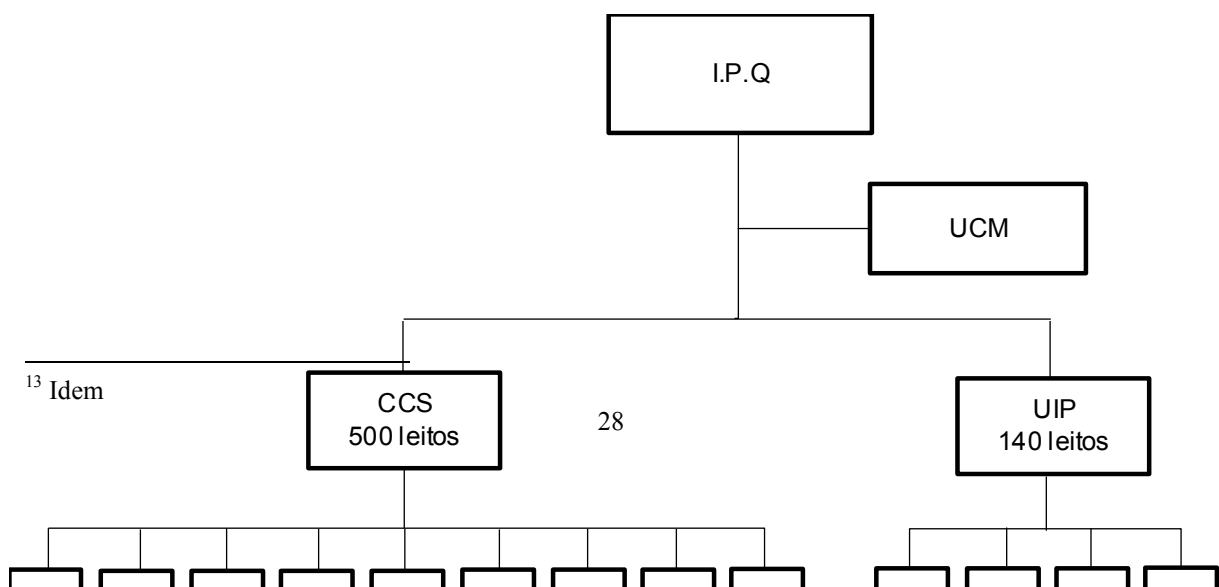 I.P.Q
UCM
CCS
500 leitos
UIP
140 leitos
13 Idem
28